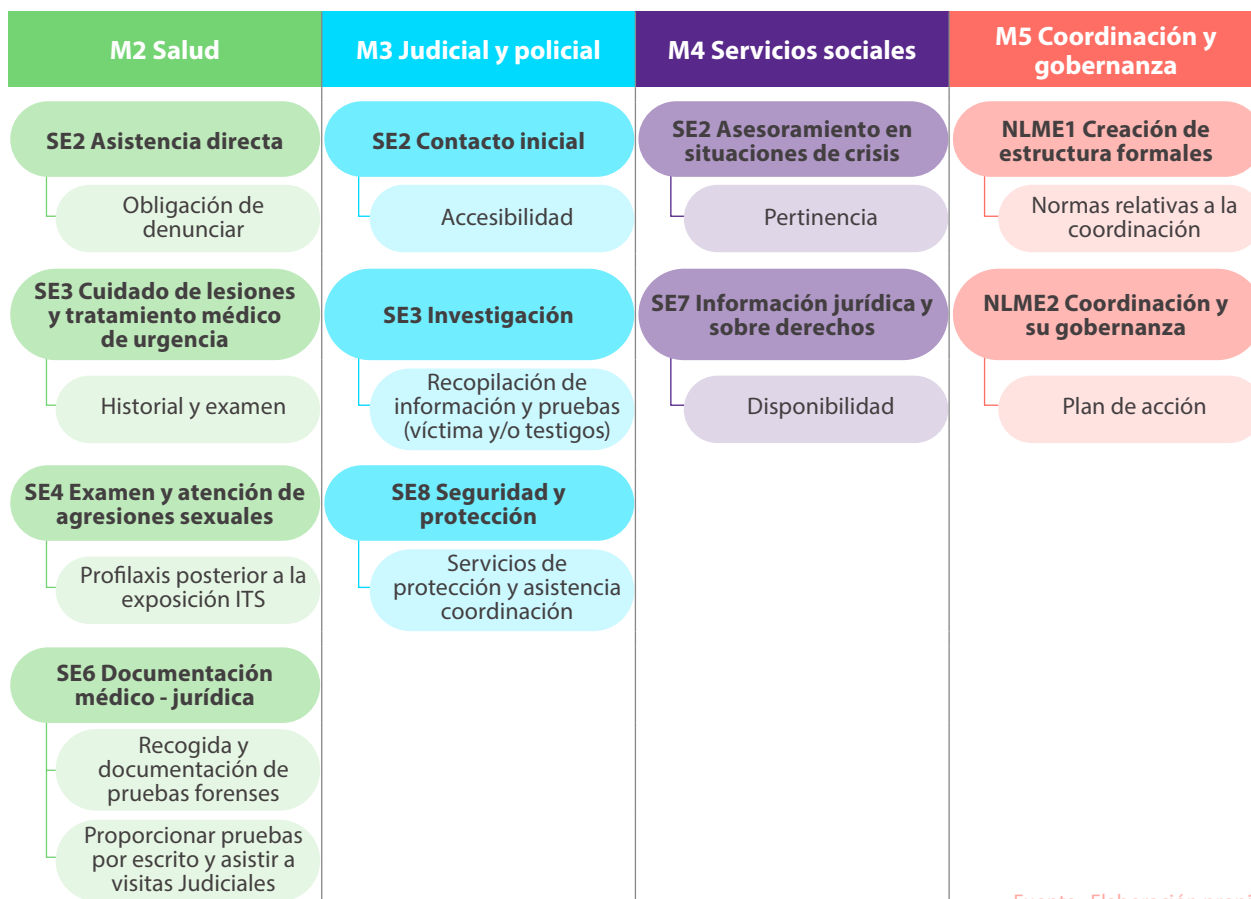 M2 Salud
SE2 Asistencia directa
Obligación de
denunciar
SE3 Cuidado de lesiones
y tratamiento médico
de urgencia
Historial y examen
SE4 Examen y atención de
agresiones sexuales
Profilaxis posterior a la
exposición ITS
SE6 Documentación
médico - jurídica
Recogida y
documentación de
pruebas forenses
Proporcionar pruebas
por escrito y asistir a
visitas Judiciales
M3 Judicial y policial
SE2 Contacto inicial
Accesibilidad
SE3 Investigación
Recopilación de
información y pruebas
(víctima y/o testigos)
SE8 Seguridad y
protección
Servicios de
protección y asistencia
coordinación
M4 Servicios sociales
SE2 Asesoramiento en
situaciones de crisis
Pertinencia
SE7 Información jurídica y
sobre derechos
Disponibilidad
M5 Coordinación y
gobernanza
NLME1 Creación de
estructura formales
Normas relativas a la
coordinación
NLME2 Coordinación y
su gobernanza
Plan de acción